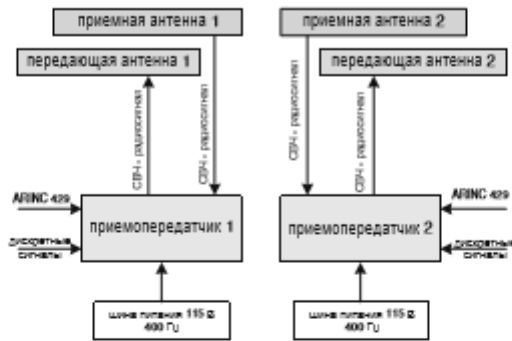 приемная антенна 1
приемная антенна 2
передающая антенна 1
передающая антенна 2
СВЧ - радиосигнал
СВЧ - радиосигнал
СВЧ - радиосигнал
СВЧ - радиосигнал
ARINC 429
ARINC 429
приемопередатчик 1
приемопередатчик 2
дискретные
сигналы
дискретные
сигналы
шина питания 115 В
400 Гц
шина питания 115 В
400 Гц